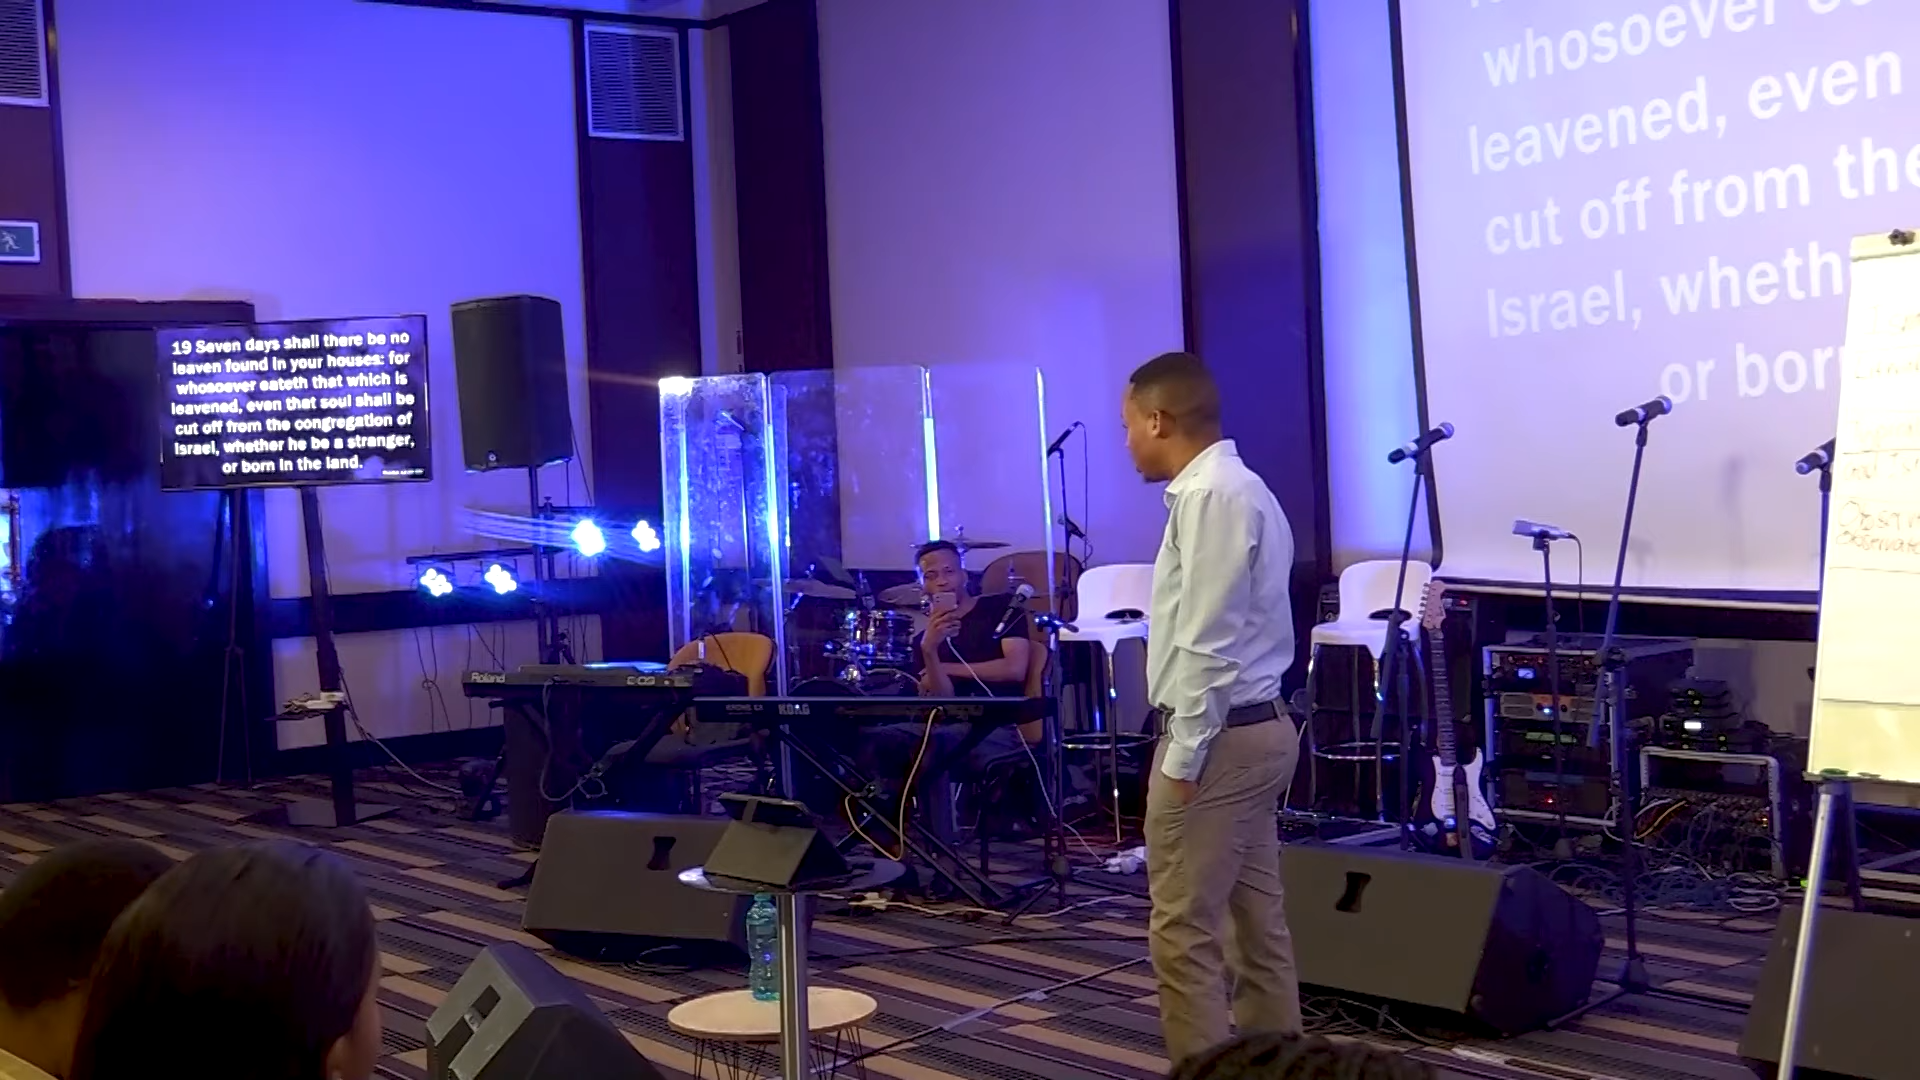 19 Seven days shall there be no
leaven found in your houses: for
whosoever eateth that which is
leavened, even that soul shall be
cut off from the congregation of
Israel, whether he be a stranger,
or born in the land.
whosoever
leavened, even
cut off from the
Israel, wheth
or bor
Roland
KORG